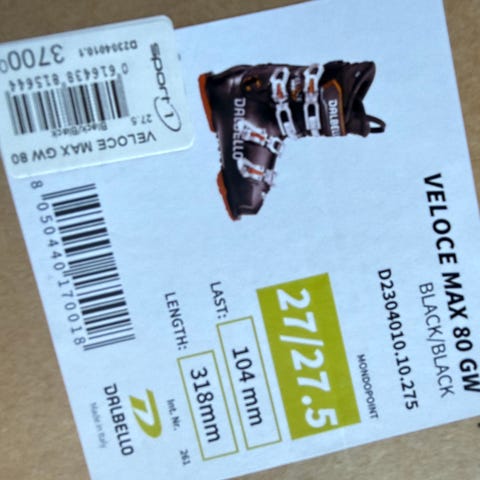 VELOCE MAX 80 GW
BLACK/BLACK
D2304010.10.275
MONDOPOINT
27/27.5
LAST:
104 mm
LENGTH:
318mm
Int. Nr.
261
DALBELLO
Made in Italy
8 050440 170018
DALBELLO
DALBELLO
sport
3700
D2304010.1
0 616438 815644
27.5
Black/Black
VELOCE MAX GW 80